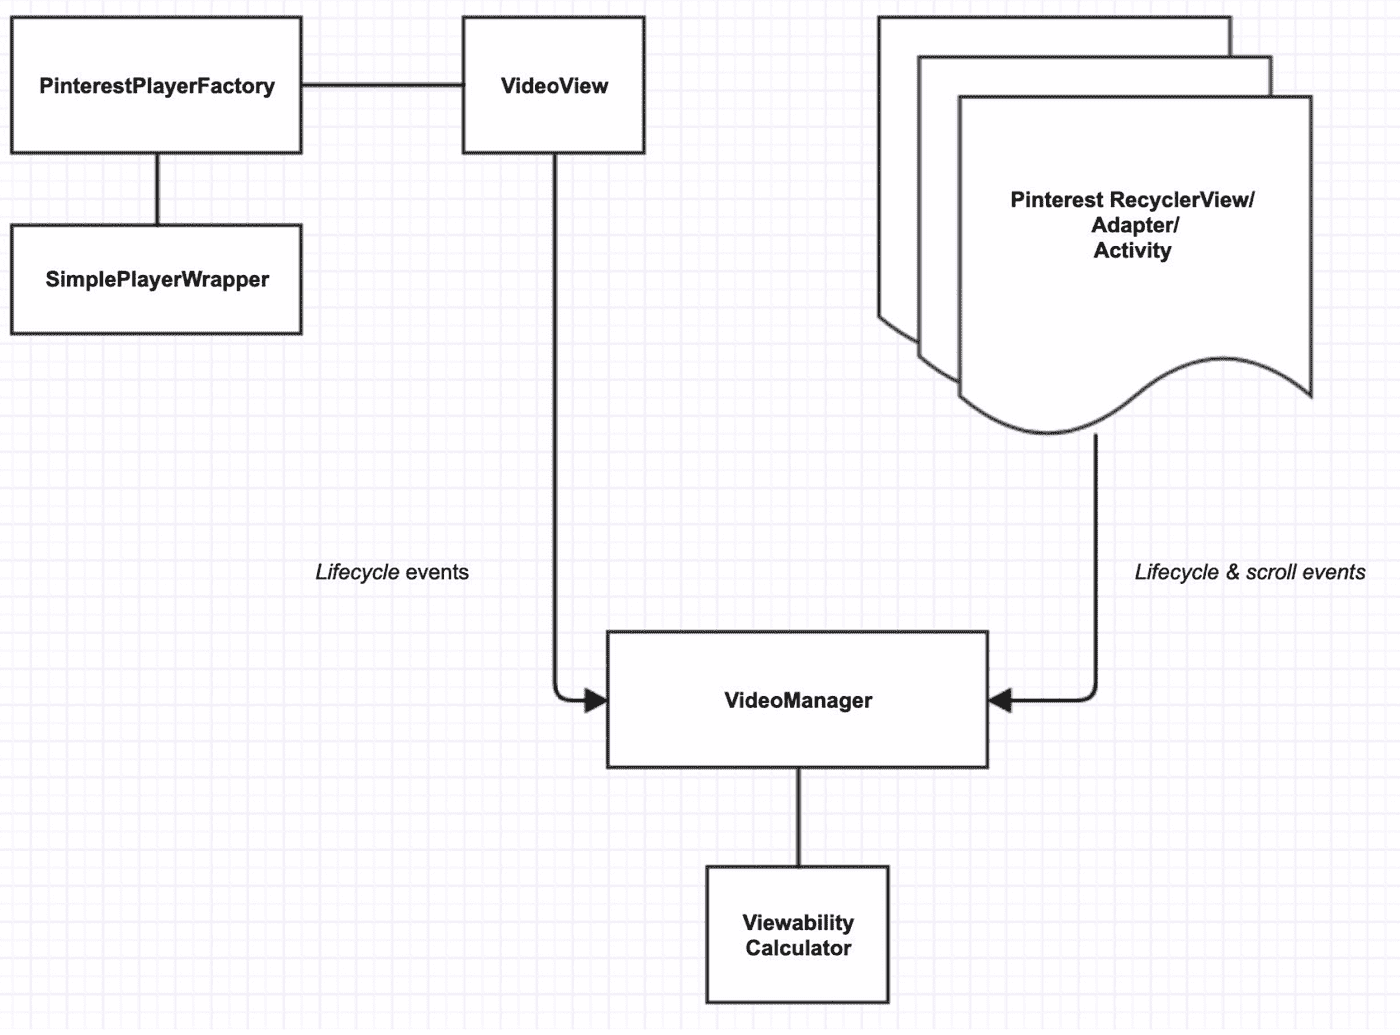 PinterestPlayerFactory
VideoView
SimplePlayerWrapper
Pinterest RecyclerView/
Adapter/
Activity
Lifecycle events
Lifecycle & scroll events
VideoManager
Viewability
Calculator